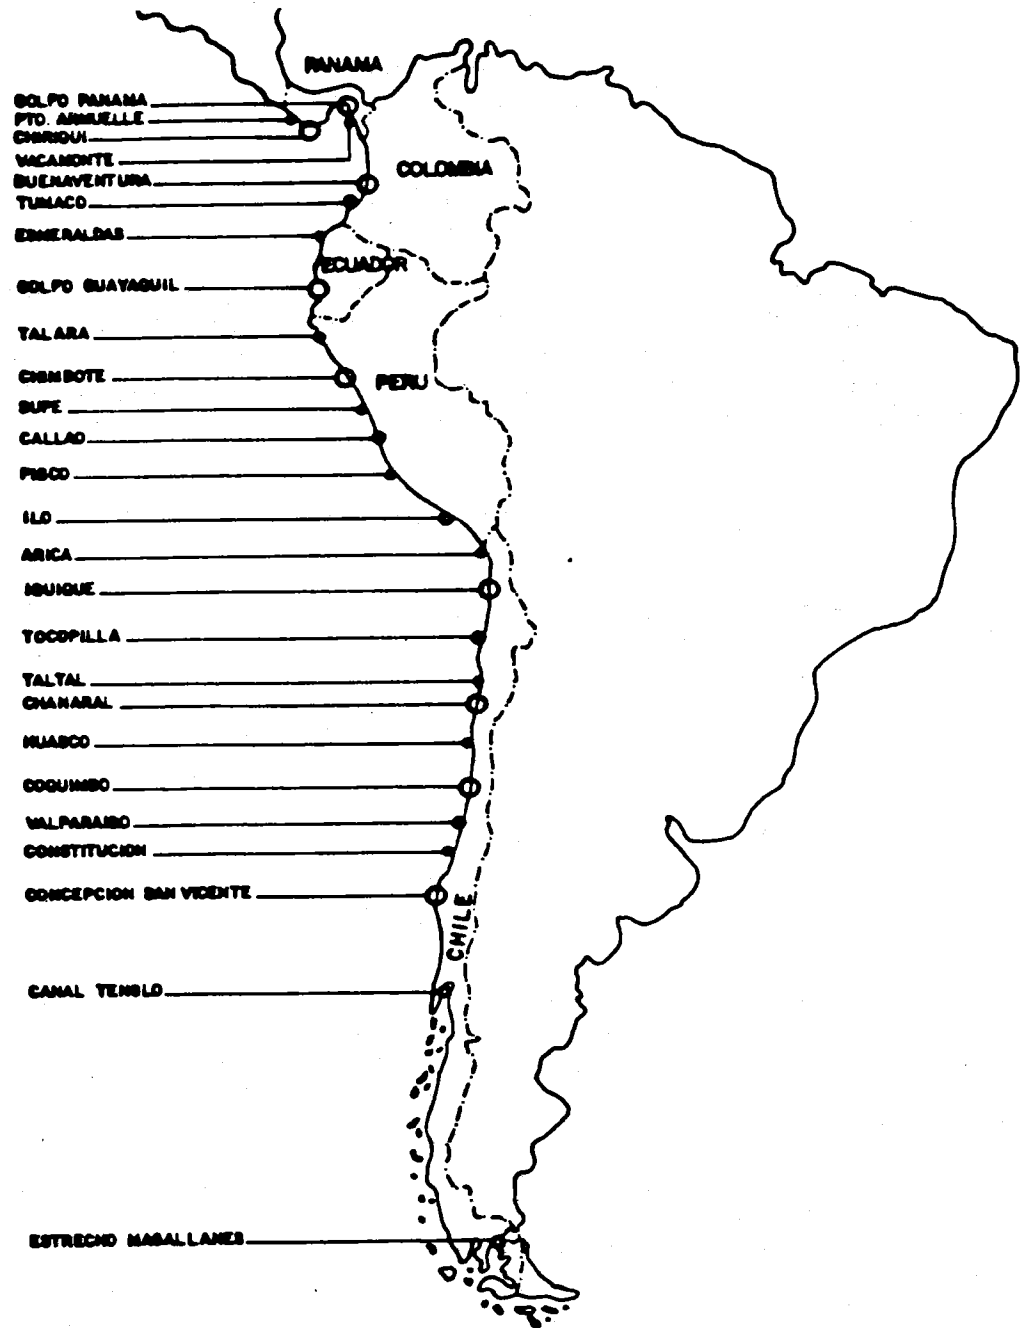 PANAMA
GOLFO PANAMA
PTO. ARMUELLE
CHIRIQUI
VACAMONTE
COLOMBIA
BUENAVENTURA
TUMACO
ESMERALDAS
ECUADOR
GOLFO GUAYAQUIL
TALARA
CHIMBOTE
PERU
SUPE
CALLAO
PISCO
ILO
ARICA
IQUIQUE
TOCOPILLA
TALTAL
CHANARAL
HUASCO
COQUIMBO
VALPARAISO
CONSTITUCION
CONCEPCION SAN VICENTE
CHILE
CANAL TENGLO
ESTRECHO MAGALLANES